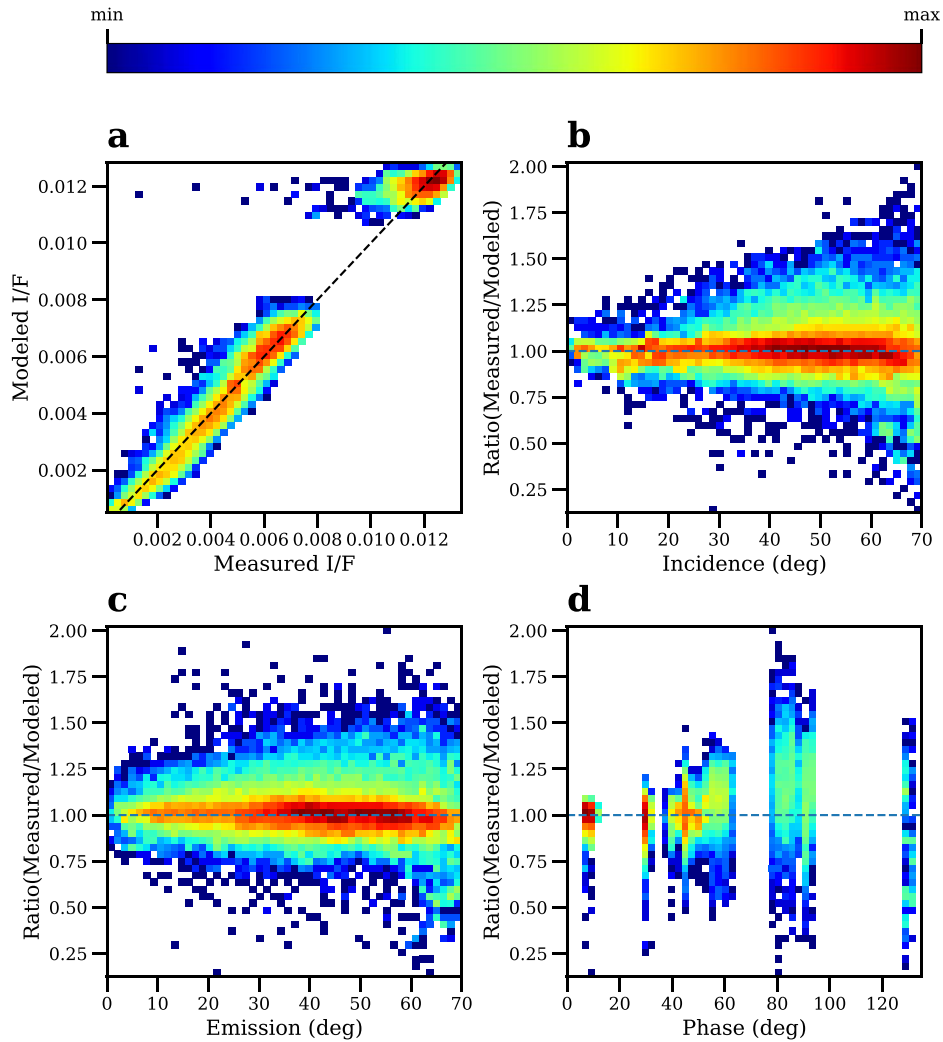 min max
a
0.012
0.010
0.008
0.006
0.004
0.002
Modeled I/F
0.002 0.004 0.006 0.008 0.010 0.012
Measured I/F
b
2.00
1.75
1.50
1.25
1.00
0.75
0.50
0.25
Ratio(Measured/Modeled)
0 10 20 30 40 50 60 70
Incidence (deg)
c
2.00
1.75
1.50
1.25
1.00
0.75
0.50
0.25
Ratio(Measured/Modeled)
0 10 20 30 40 50 60 70
Emission (deg)
d
2.00
1.75
1.50
1.25
1.00
0.75
0.50
0.25
Ratio(Measured/Modeled)
0 20 40 60 80 100 120
Phase (deg)